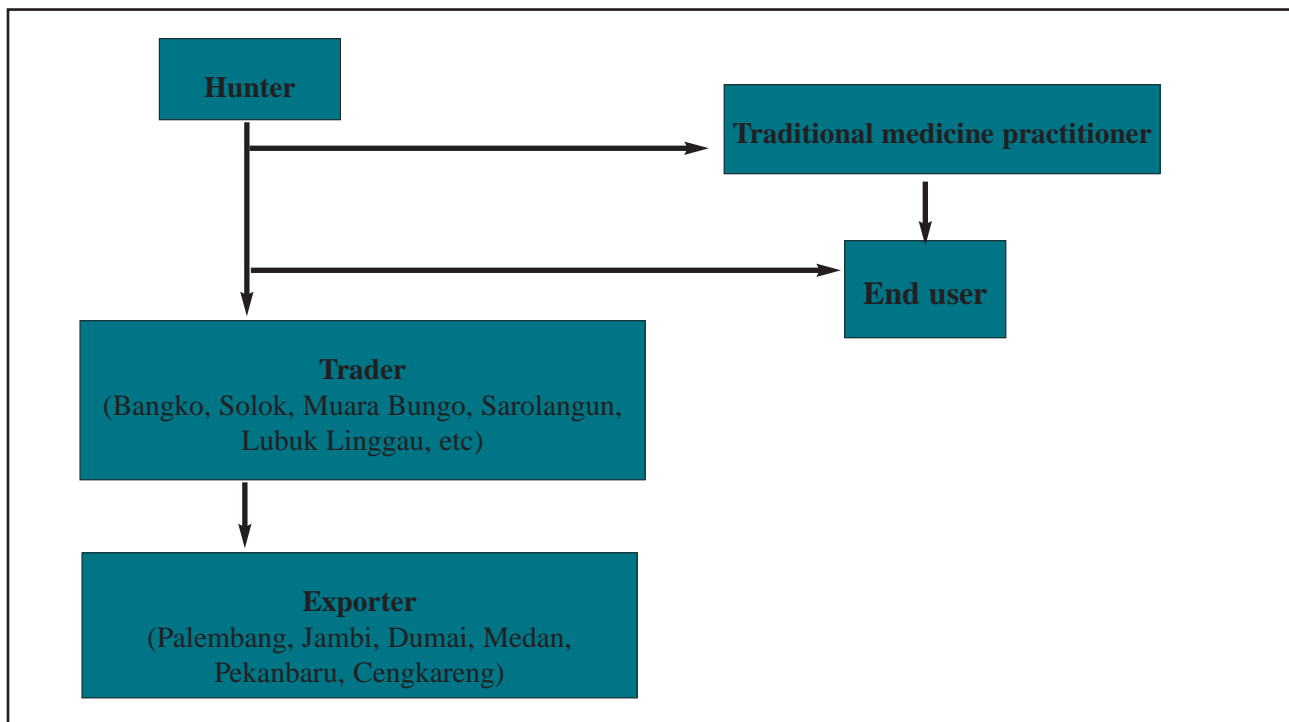 Hunter
Traditional medicine practitioner
End user
Trader
(Bangko, Solok, Muara Bungo, Sarolangun,
Lubuk Linggau, etc)
Exporter
(Palembang, Jambi, Dumai, Medan,
Pekanbaru, Cengkareng)